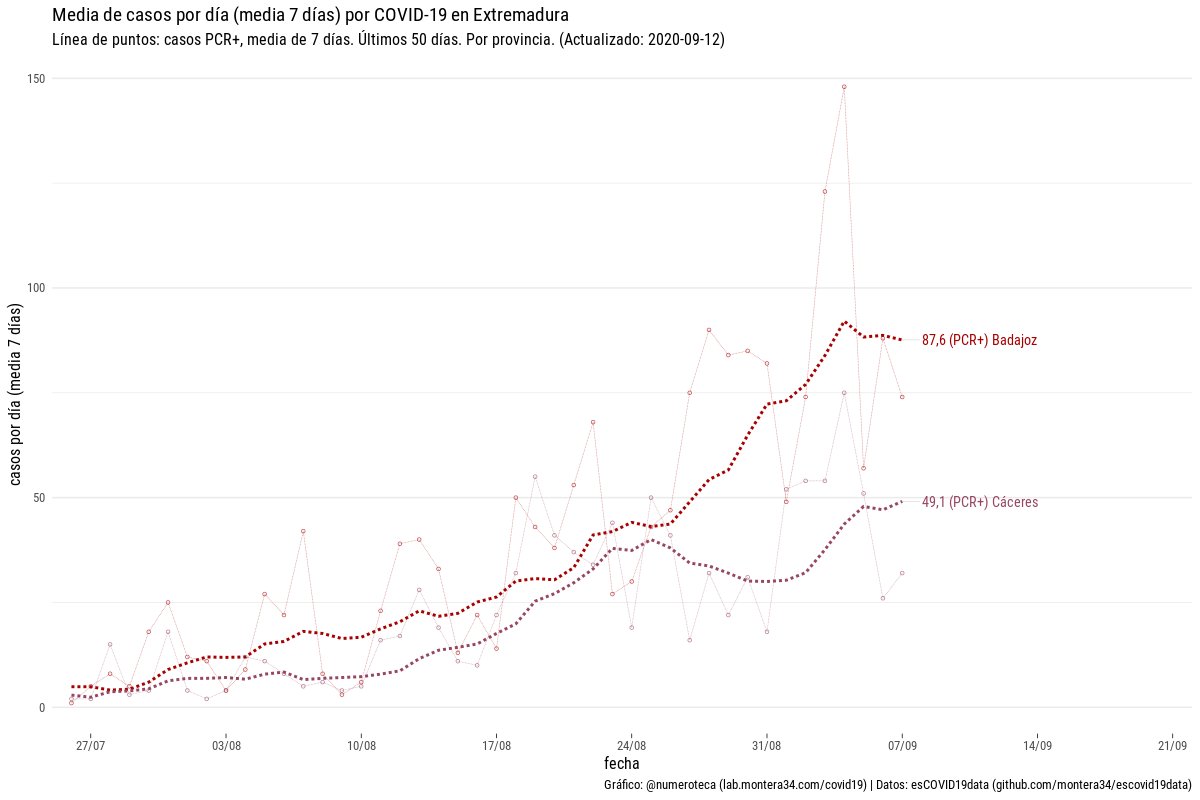 Media de casos por día (media 7 días) por COVID-19 en Extremadura
Línea de puntos: casos PCR+, media de 7 días. Últimos 50 días. Por provincia. (Actualizado: 2020-09-12)
casos por día (media 7 días)
150
100
50
0
87,6 (PCR+) Badajoz
49,1 (PCR+) Cáceres
27/07 03/08 10/08 17/08 24/08 31/08 07/09 14/09 21/09
fecha
Gráfico: @numeroteca (lab.montera34.com/covid19) | Datos: esCOVID19data (github.com/montera34/escovid19data)